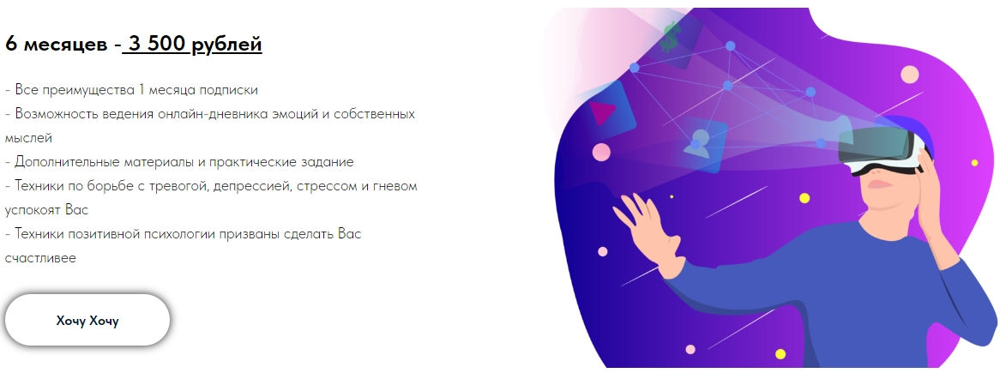 6 месяцев - 3 500 рублей
- Все преимущества 1 месяца подписки
- Возможность ведения онлайн-дневника эмоций и собственных
мыслей
- Дополнительные материалы и практические задание
- Техники по борьбе с тревогой, депрессией, стрессом и гневом
успокоят Вас
- Техники позитивной психологии призваны сделать Вас
счастливее
Хочу Хочу